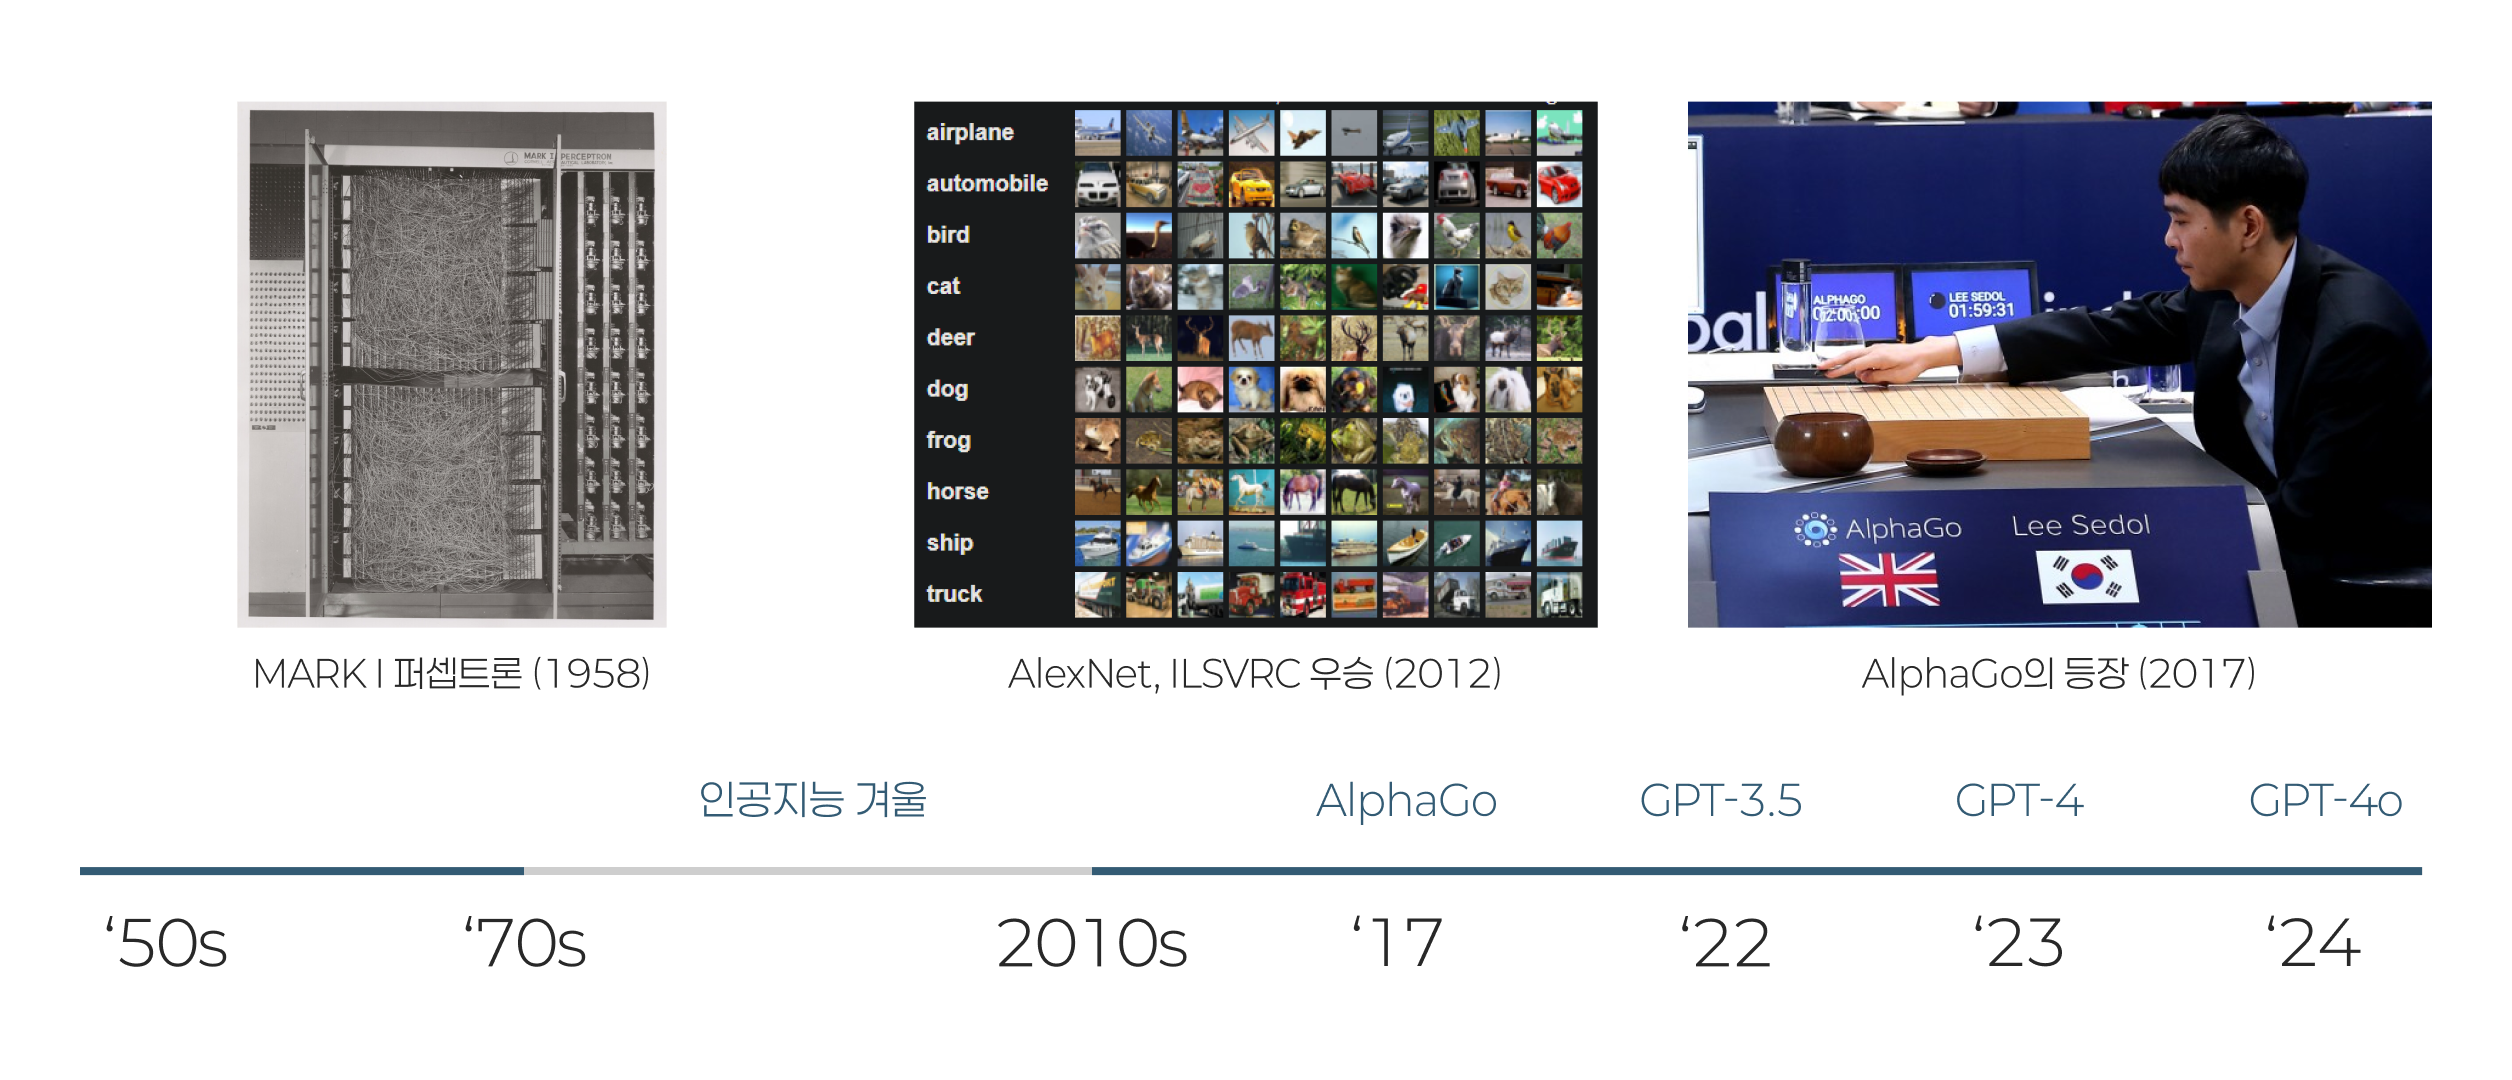 MARK I PERCEPTRON
airplane
automobile
bird
cat
deer
dog
frog
horse
ship
truck
ALPHAGO
LEE SEDOL
01:59:31
AlphaGo
Lee Sedol
MARK I 퍼셉트론 (1958)
AlexNet, ILSVRC 우승 (2012)
AlphaGo의 등장 (2017)
인공지능 겨울
AlphaGo
GPT-3.5
GPT-4
GPT-4o
‘50s
‘70s
2010s
‘17
‘22
‘23
‘24